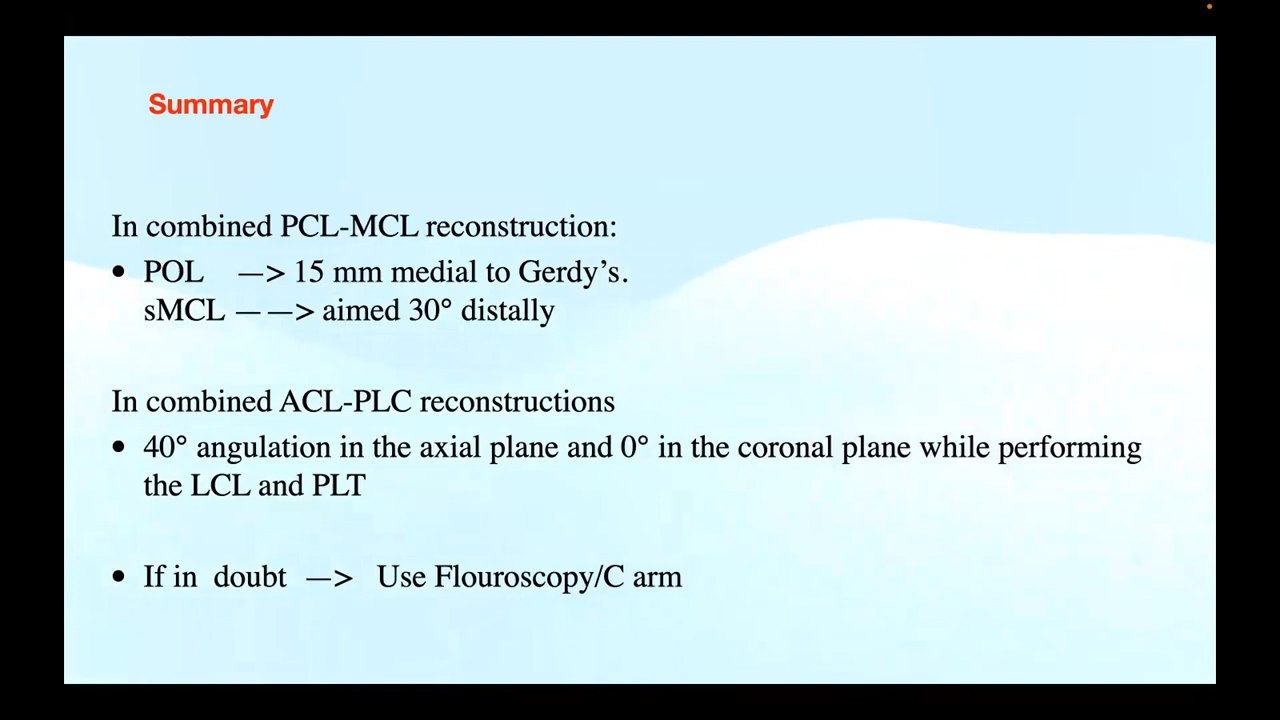 Summary
In combined PCL-MCL reconstruction:
• POL —> 15 mm medial to Gerdy’s.
sMCL — —> aimed 30° distally
In combined ACL-PLC reconstructions
• 40° angulation in the axial plane and 0° in the coronal plane while performing
the LCL and PLT
• If in doubt —> Use Flouroscopy/C arm